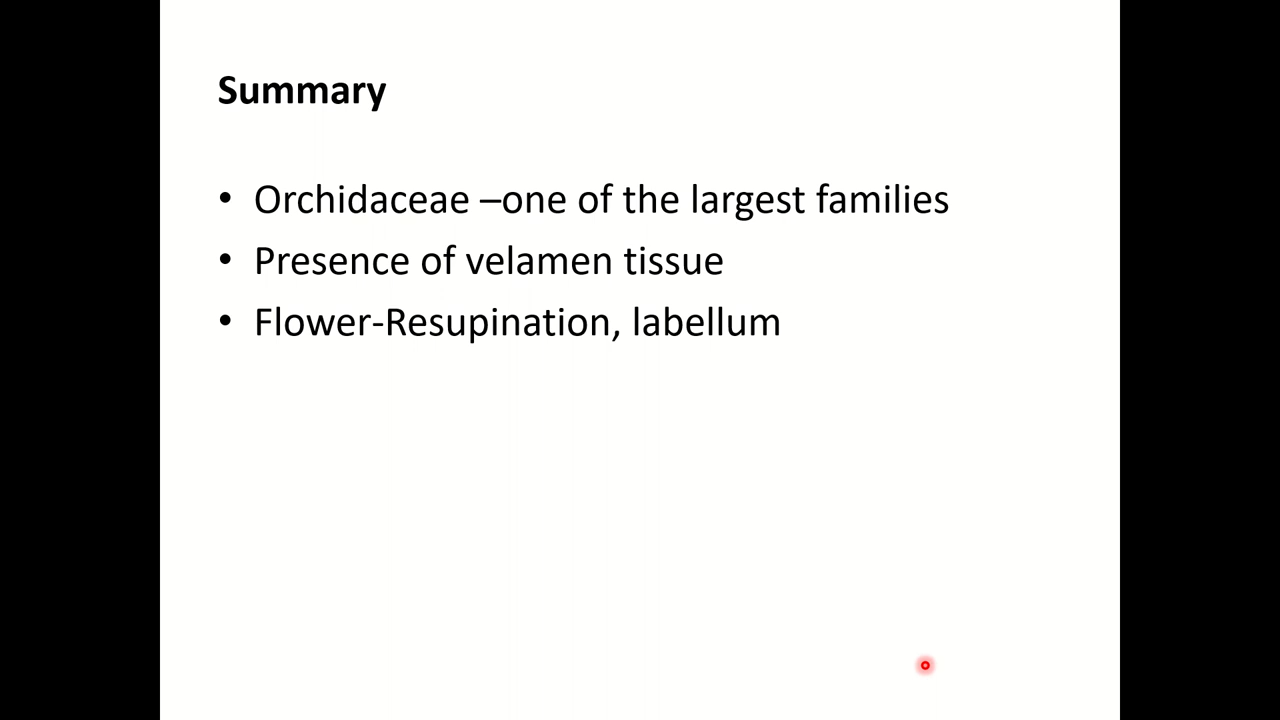 Summary
• Orchidaceae –one of the largest families
• Presence of velamen tissue
• Flower-Resupination, labellum